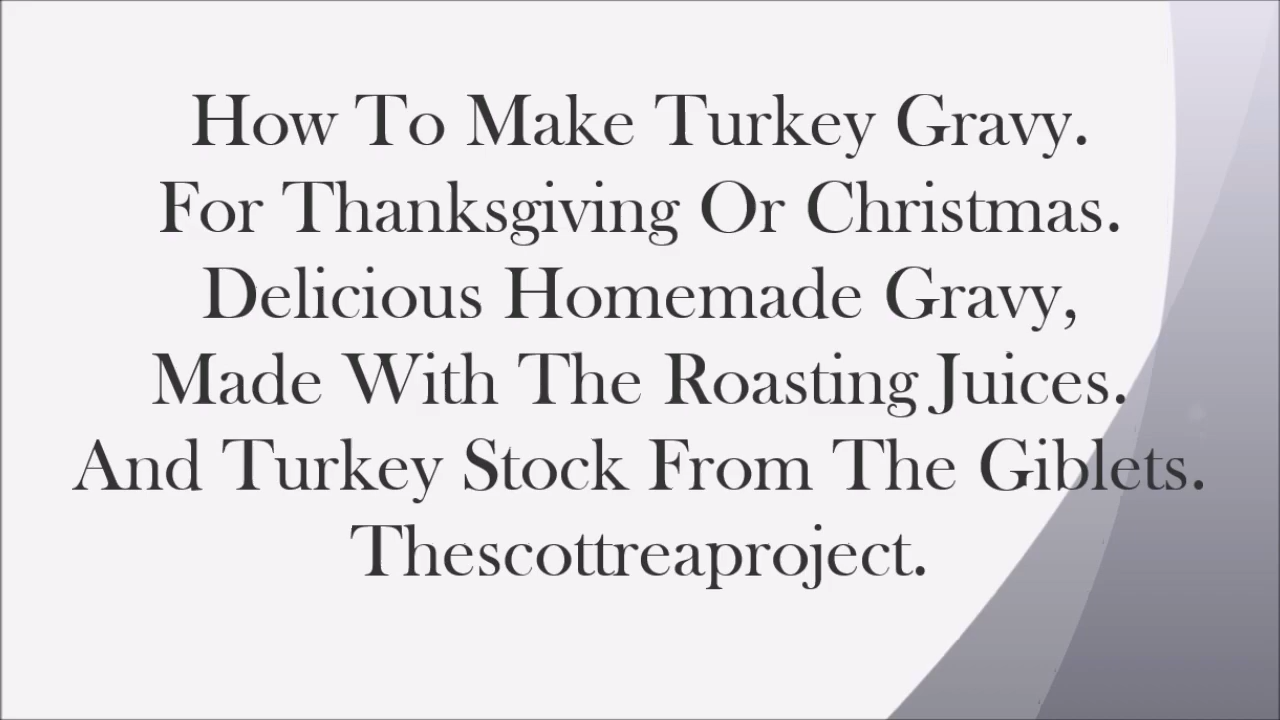 How To Make Turkey Gravy.
For Thanksgiving Or Christmas.
Delicious Homemade Gravy,
Made With The Roasting Juices.
And Turkey Stock From The Giblets.
Thescottreaproject.